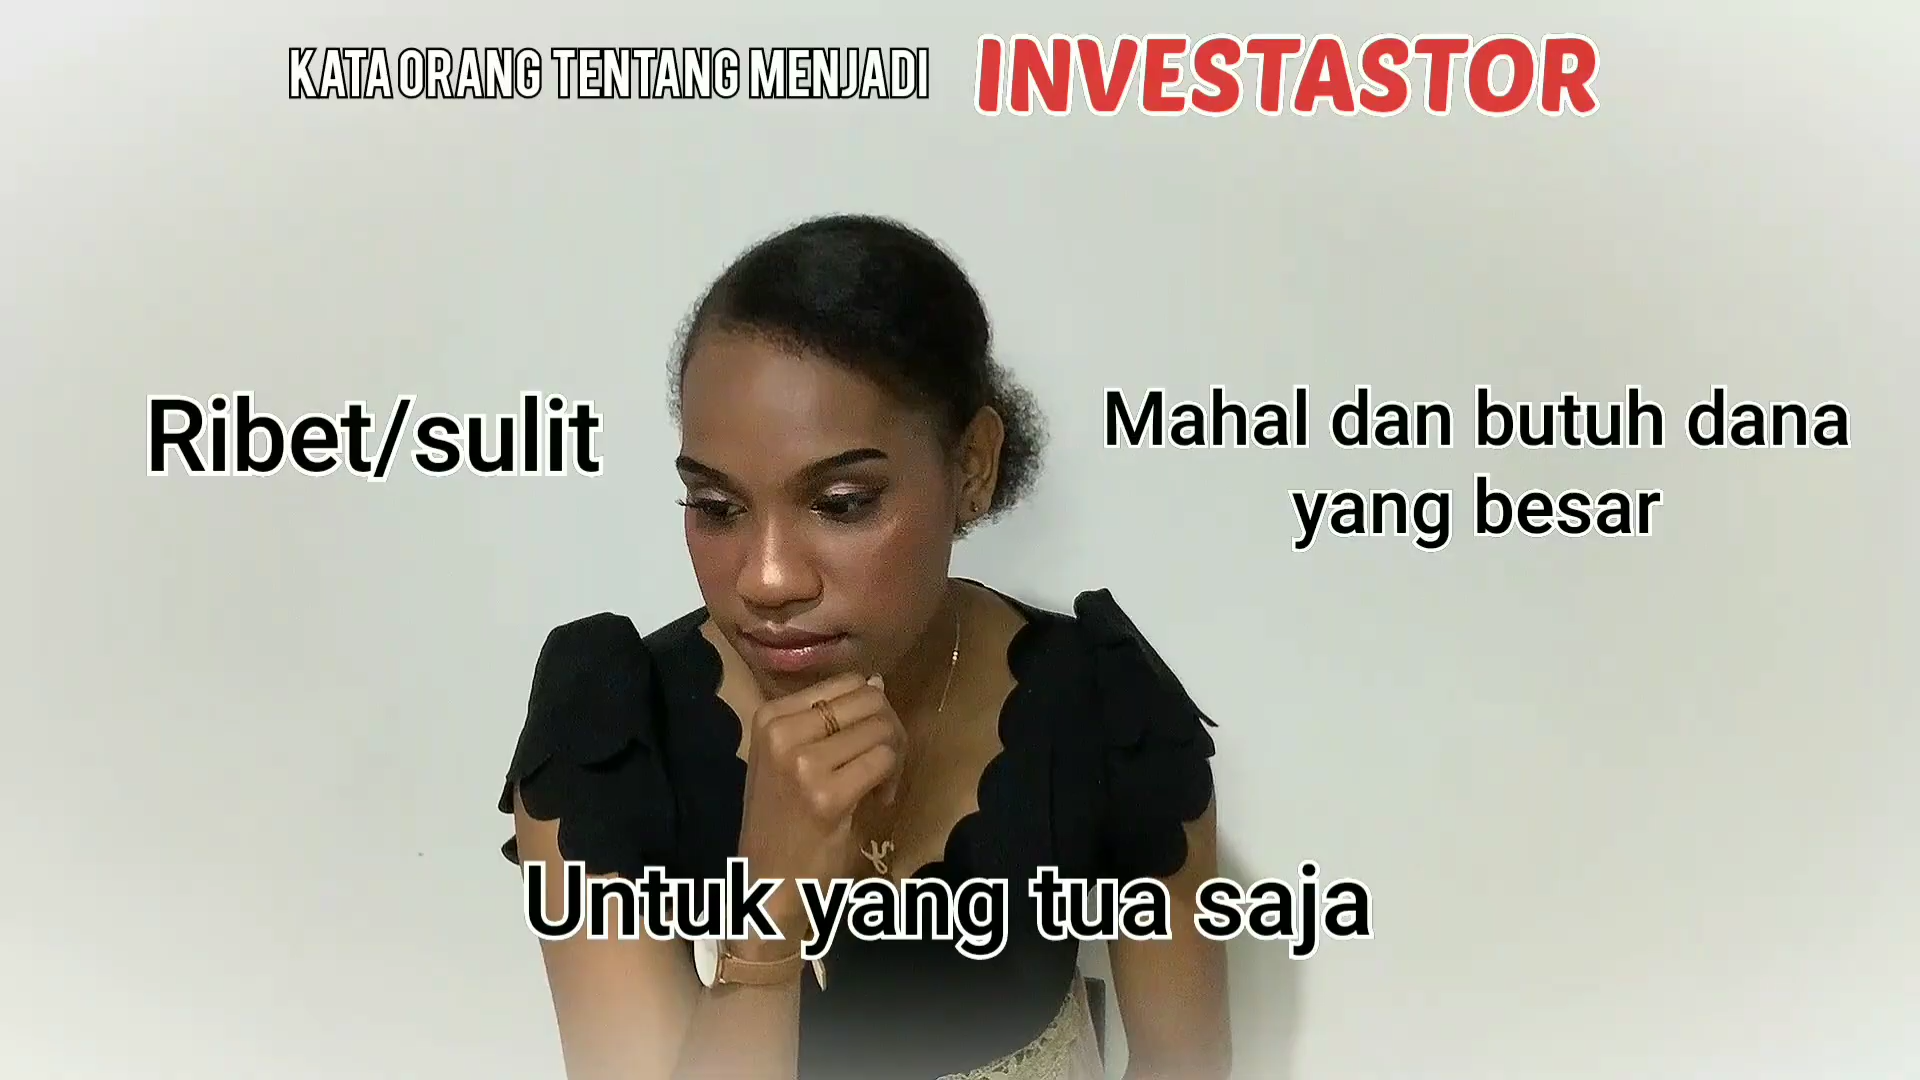 KATA ORANG TENTANG MENJADI INVESTASTOR
Ribet/sulit
Mahal dan butuh dana
yang besar
Untuk yang tua saja